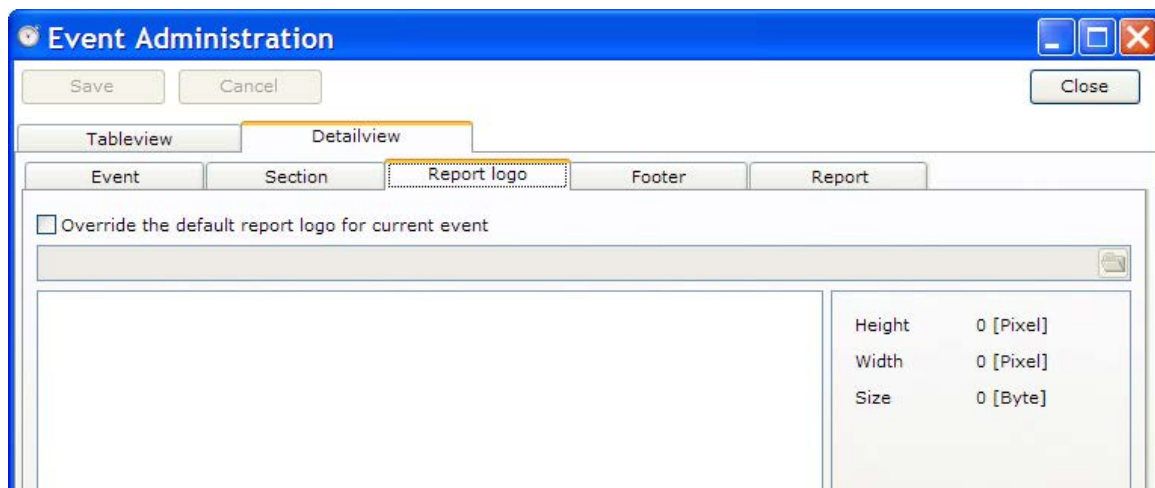 Event Administration
Save Cancel Close
Tableview Detailview
Event Section Report logo Footer Report
Override the default report logo for current event
Height 0 [Pixel]
Width 0 [Pixel]
Size 0 [Byte]